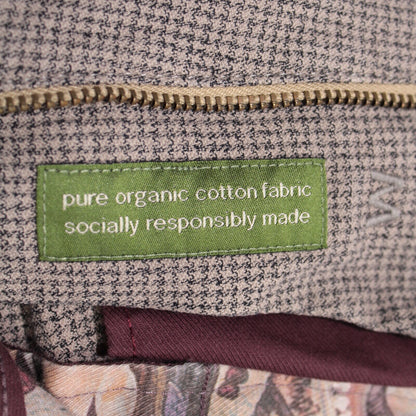 pure organic cotton fabric
socially responsibly made